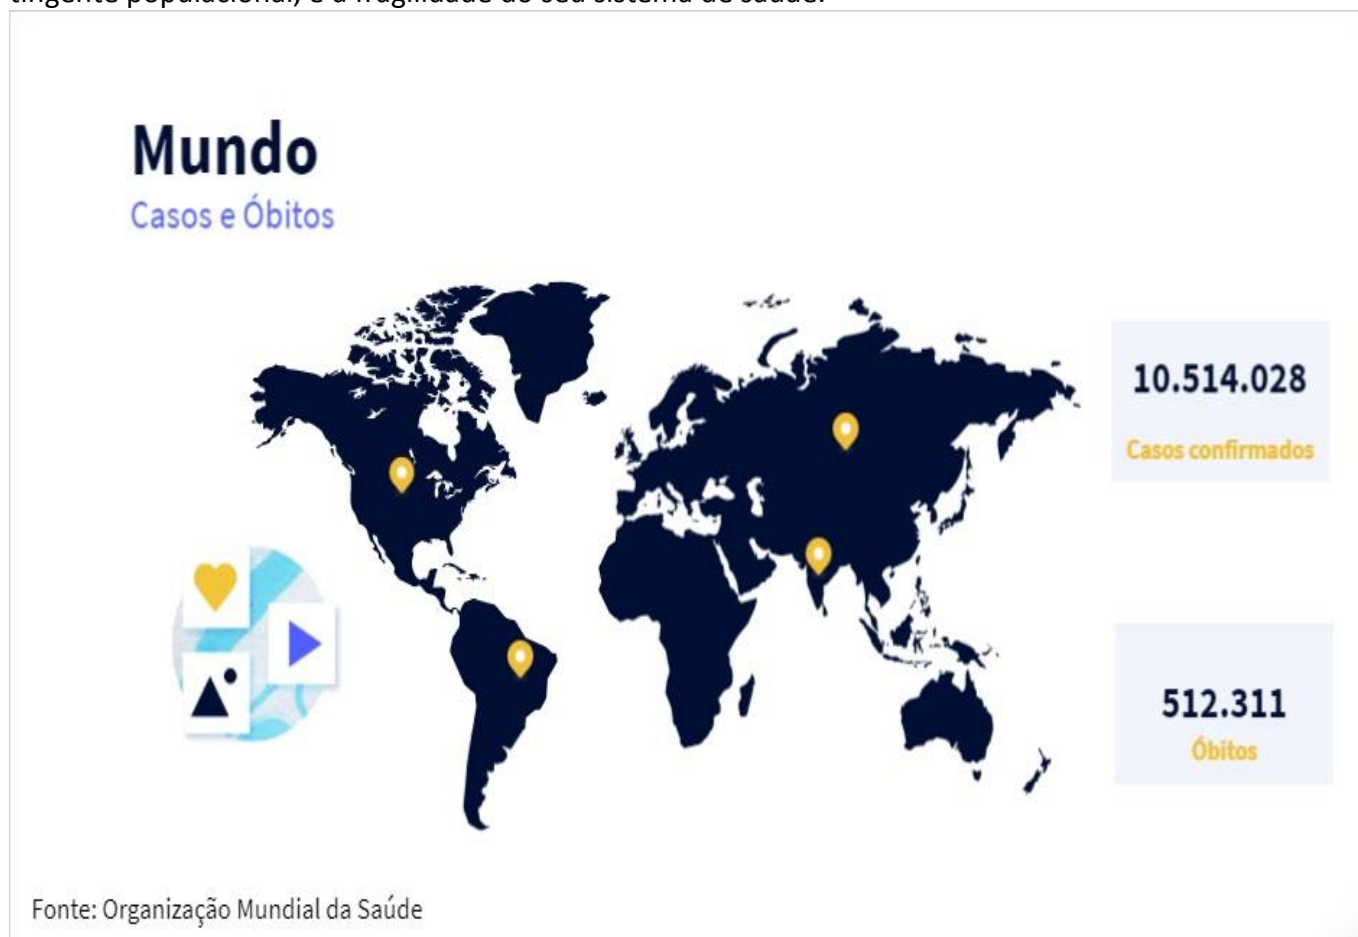 Mundo
Casos e Óbitos
10.514.028
Casos confirmados
512.311
Óbitos
Fonte: Organização Mundial da Saúde